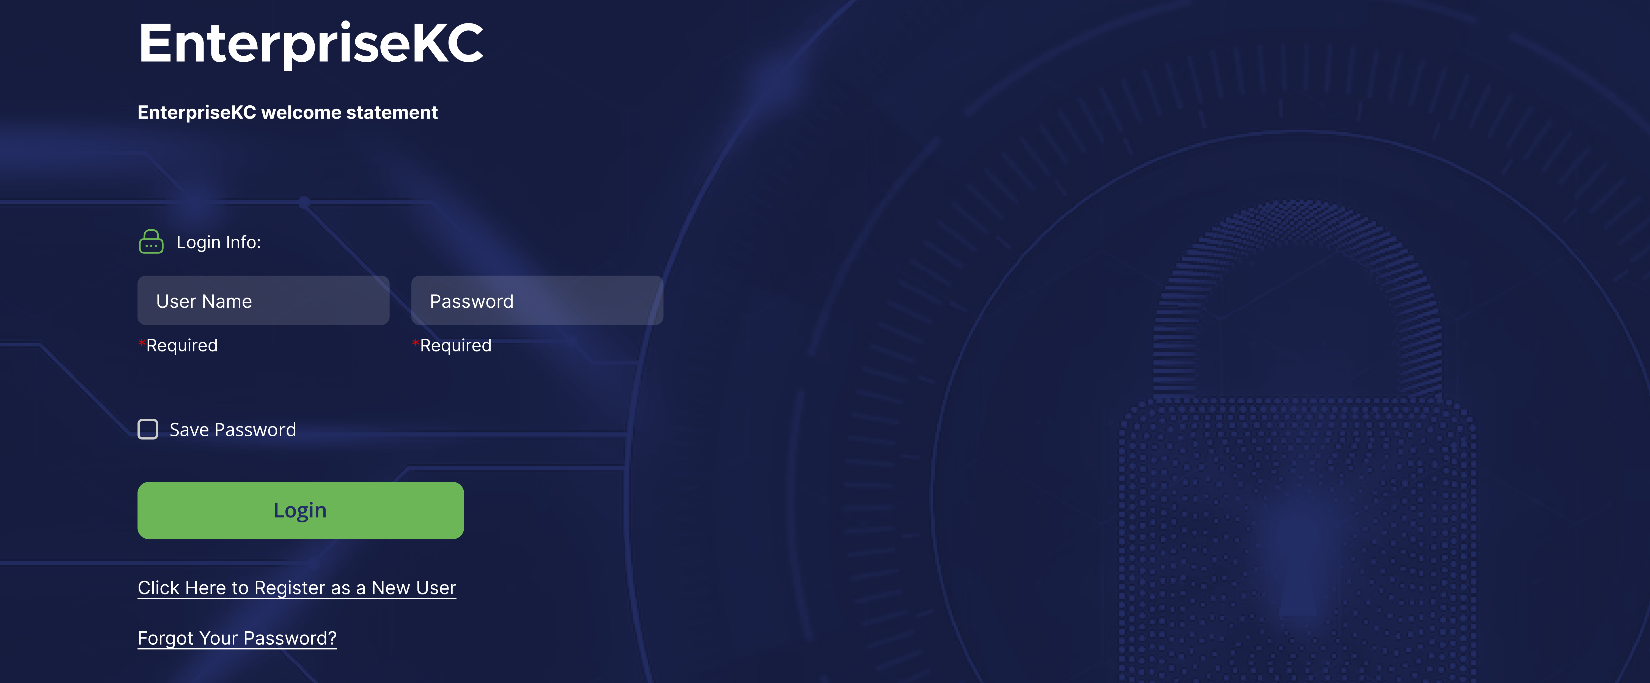 EnterpriseKC
EnterpriseKC welcome statement
Login Info:
User Name
Password
*Required
*Required
Save Password
Login
Click Here to Register as a New User
Forgot Your Password?